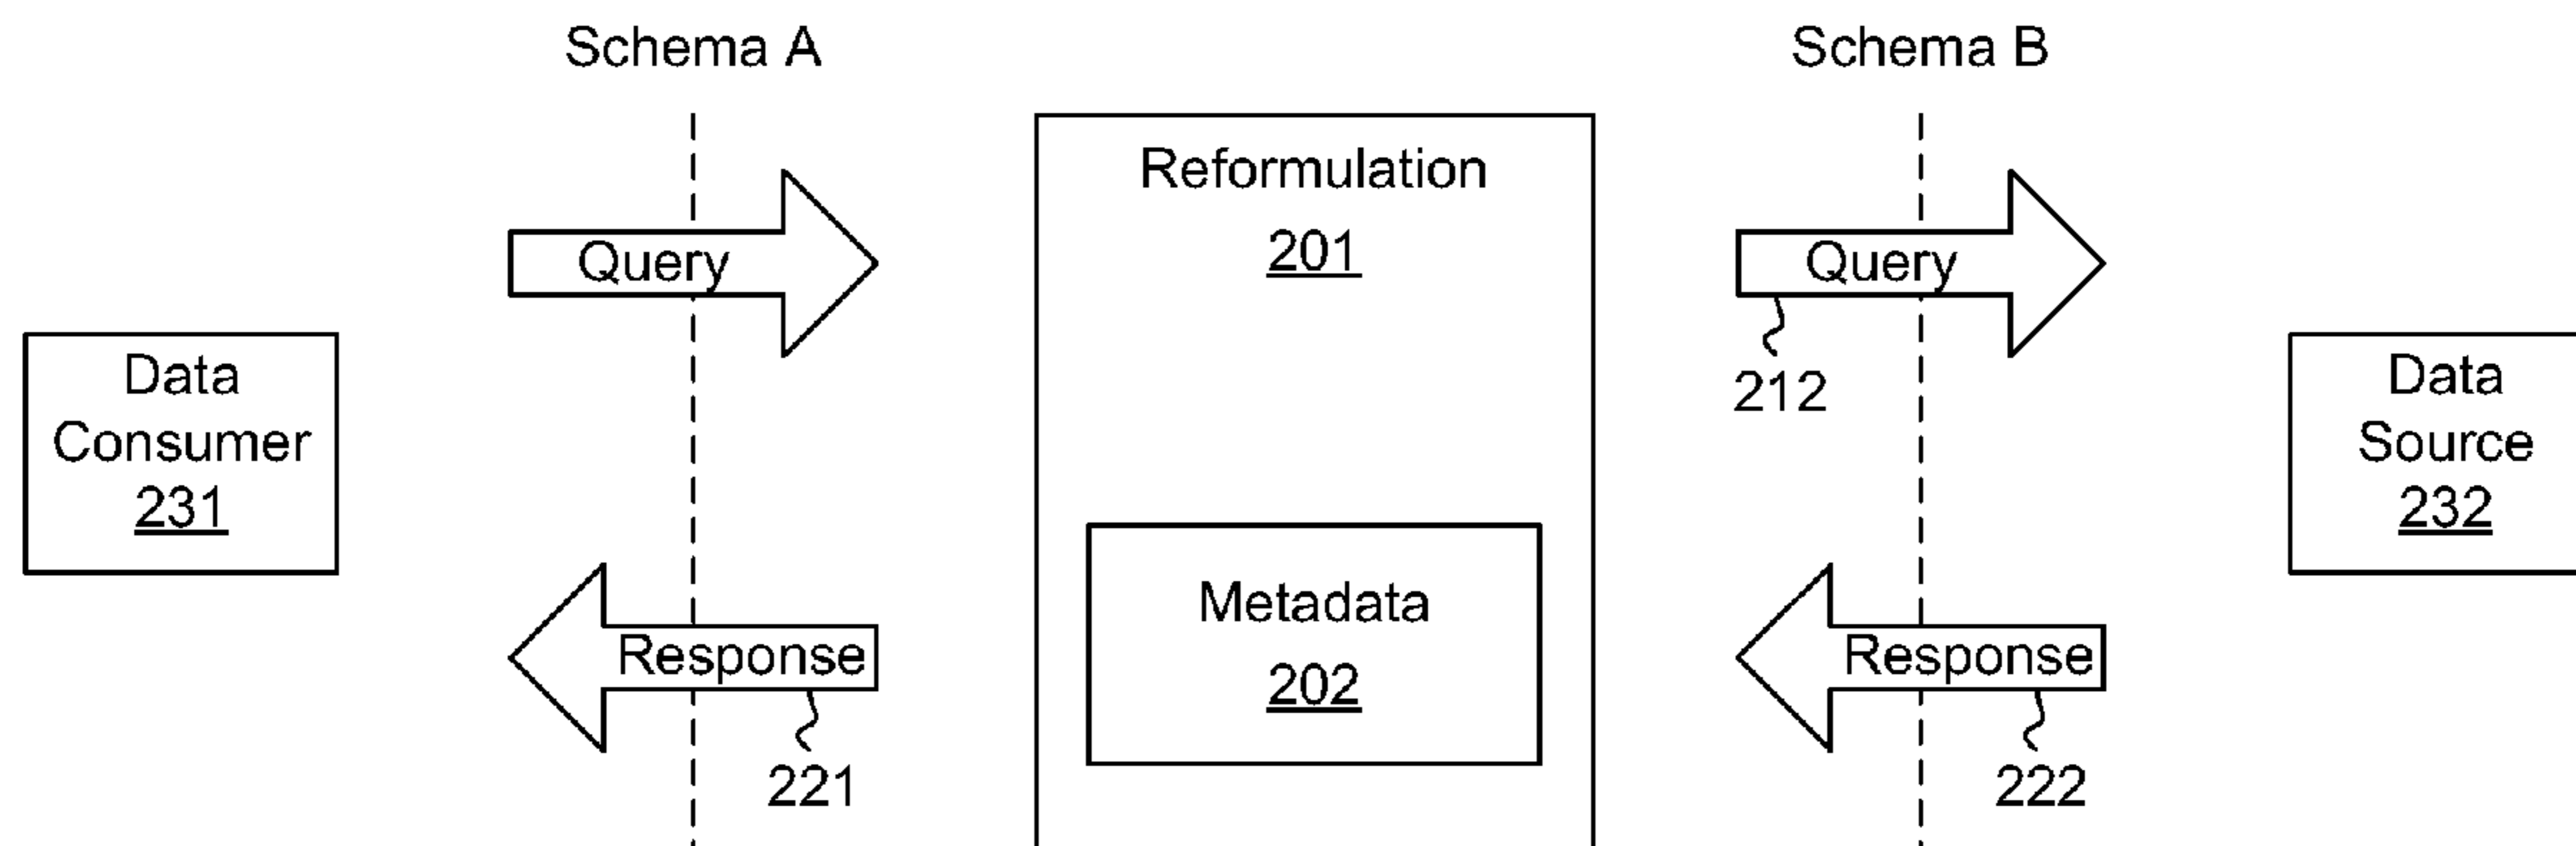 Schema A
Schema B
Reformulation
201
Query
Query
212
Data
Consumer
231
Data
Source
232
Metadata
202
Response
221
Response
222